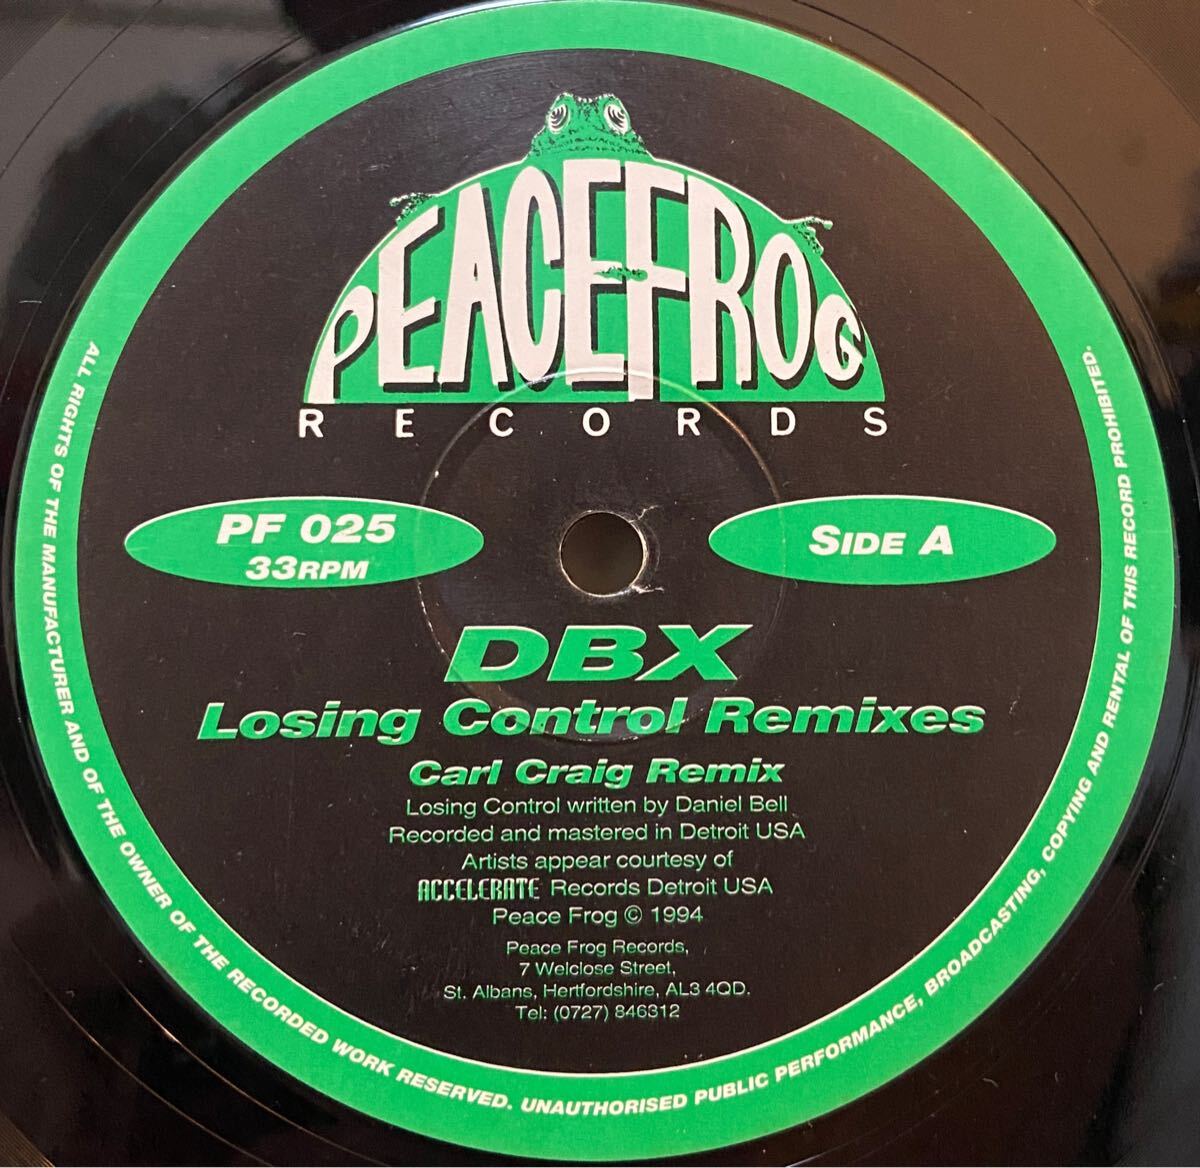 PEACEFROG
RECORDS
PF 025
33RPM
SIDE A
DBX
Losing Control Remixes
Carl Craig Remix
Losing Control written by Daniel Bell
Recorded and mastered in Detroit USA
Artists appear courtesy of
ACCELERATE Records Detroit USA
Peace Frog © 1994
Peace Frog Records,
7 Welclose Street,
St. Albans, Hertfordshire, AL3 4QD.
Tel: (0727) 846312
ALL RIGHTS OF THE MANUFACTURER AND OF THE OWNER OF THE RECORDED WORK RESERVED. UNAUTHORISED PUBLIC PERFORMANCE, BROADCASTING, COPYING AND RENTAL OF THIS RECORD PROHIBITED.